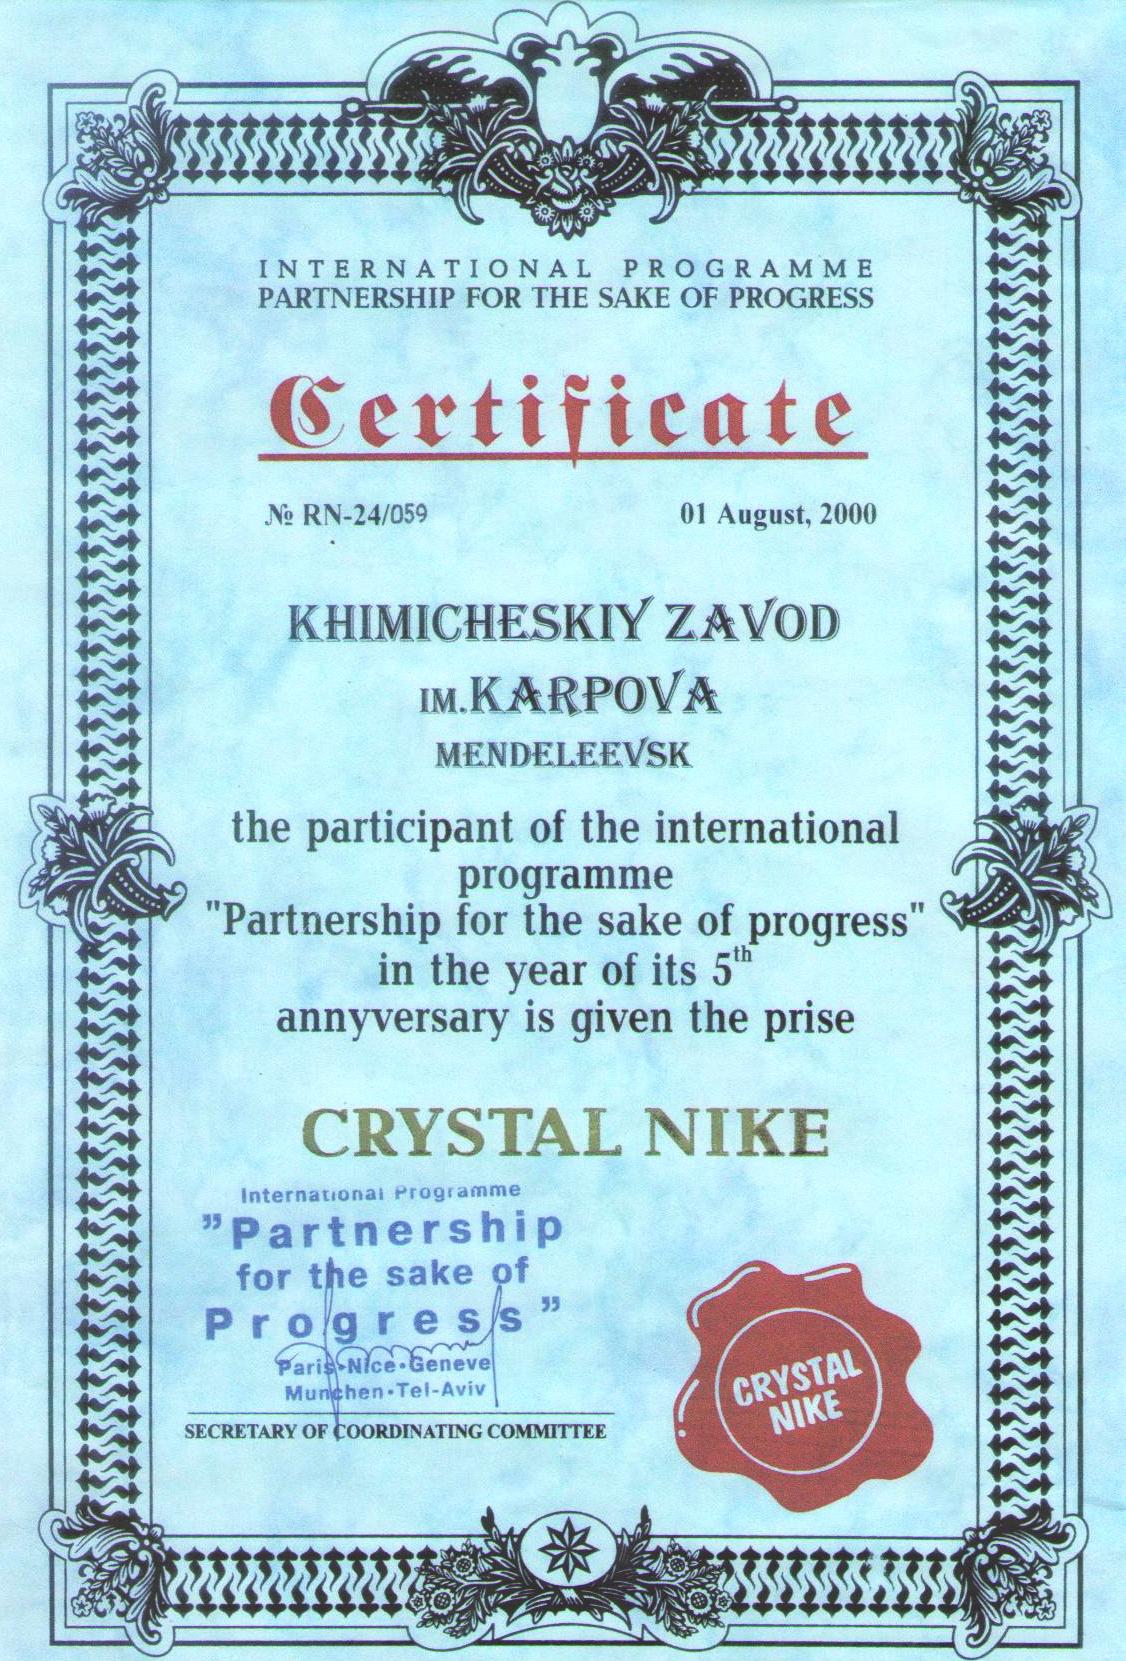 INTERNATIONAL PROGRAMME
PARTNERSHIP FOR THE SAKE OF PROGRESS
Certificate
№ RN-24/059
01 August, 2000
KHIMICHESKIY ZAVOD
IM.KARPOVA
MENDELEEVSK
the participant of the international
programme
"Partnership for the sake of progress"
in the year of its 5th
annyversary is given the prise
CRYSTAL NIKE
International Programme
"Partnership
for the sake of
Progress"
Paris•Nice•Geneve
Munchen•Tel-Aviv
SECRETARY OF COORDINATING COMMITTEE
CRYSTAL
NIKE